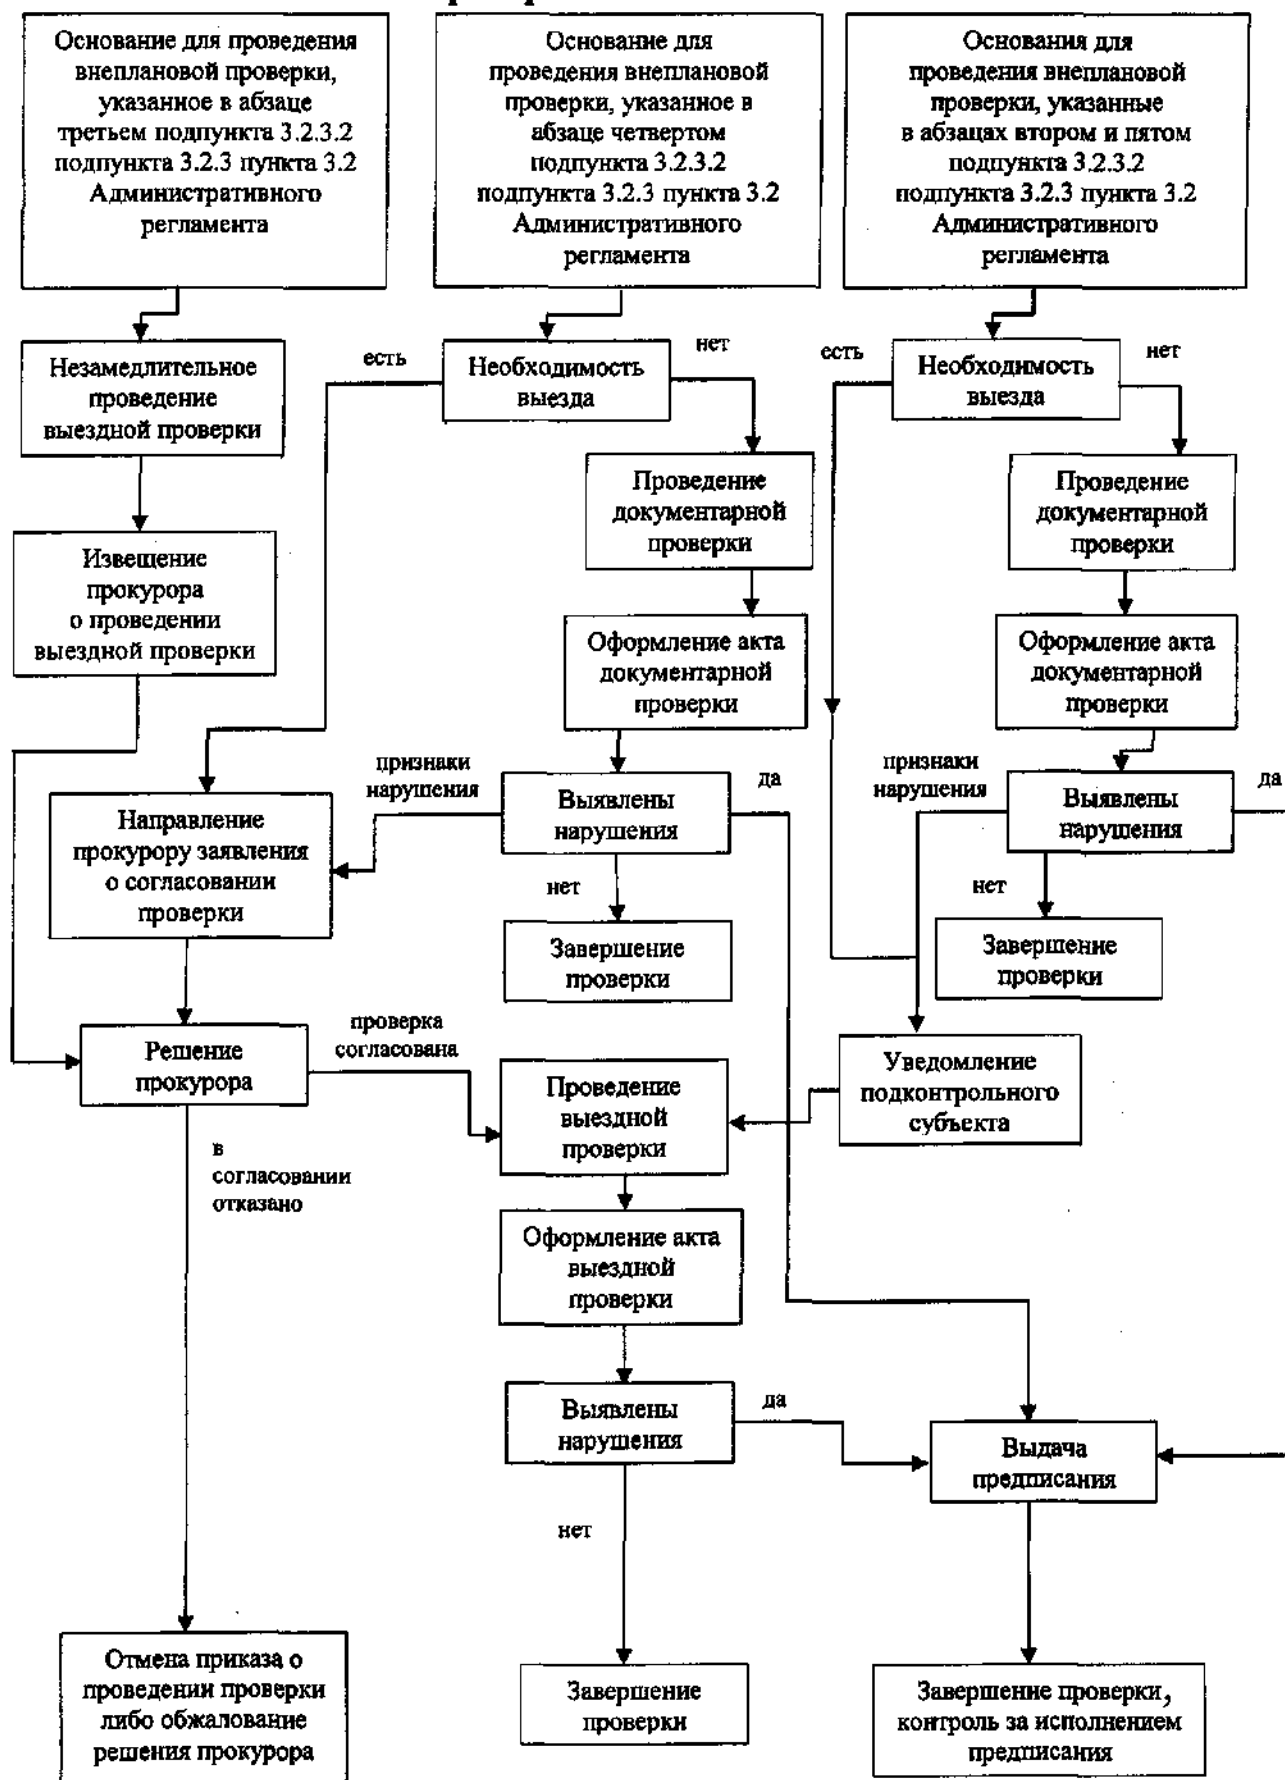 Основание для проведения
внеплановой проверки,
указанное в абзаце
третьем подпункта 3.2.3.2
подпункта 3.2.3 пункта 3.2
Административного
регламента
Основание для
проведения внеплановой
проверки, указанное в
абзаце четвертом
подпункта 3.2.3.2
подпункта 3.2.3 пункта 3.2
Административного
регламента
Основания для
проведения внеплановой
проверки, указанные
в абзацах втором и пятом
подпункта 3.2.3.2
подпункта 3.2.3 пункта 3.2
Административного
регламента
Незамедлительное
проведение
выездной проверки
есть
Необходимость
выезда
нет
есть
Необходимость
выезда
нет
Проведение
документарной
проверки
Проведение
документарной
проверки
Извещение
прокурора
о проведении
выездной проверки
Оформление акта
документарной
проверки
Оформление акта
документарной
проверки
признаки
нарушения
Выявлены
нарушения
да
признаки
нарушения
Выявлены
нарушения
да
Направление
прокурору заявления
о согласовании
проверки
нет
нет
Завершение
проверки
Завершение
проверки
Решение
прокурора
проверка
согласована
Проведение
выездной
проверки
Уведомление
подконтрольного
субъекта
в
согласовании
отказано
Оформление акта
выездной
проверки
Выявлены
нарушения
да
Выдача
предписания
нет
Отмена приказа о
проведении проверки
либо обжалование
решения прокурора
Завершение
проверки
Завершение проверки,
контроль за исполнением
предписания